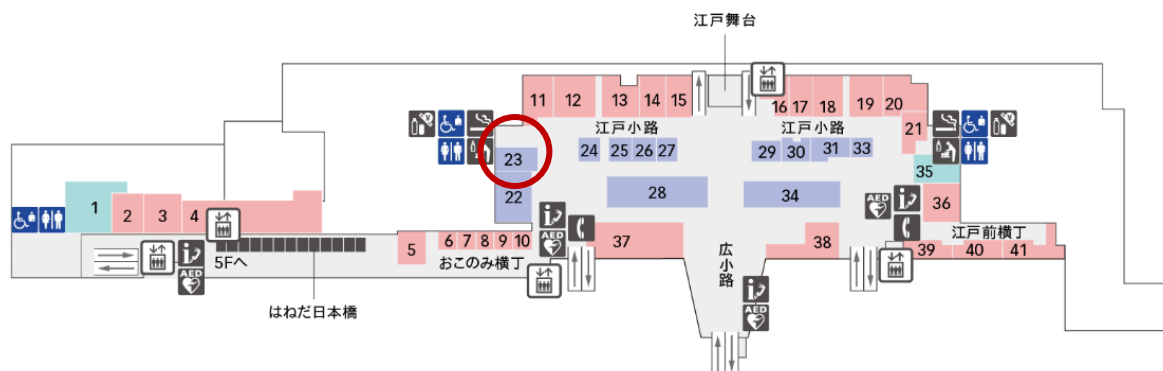 江戸舞台
11 12 13 14 15 16 17 18 19 20
江戸小路 江戸小路
21
23 24 25 26 27 29 30 31 33
35
22 28 34
1 2 3 4 36
37 38
AED
5 6 7 8 9 10
江戸前横丁
39 40 41
5Fへ
おこのみ横丁
AED
AED
広小路
はねだ日本橋
AED